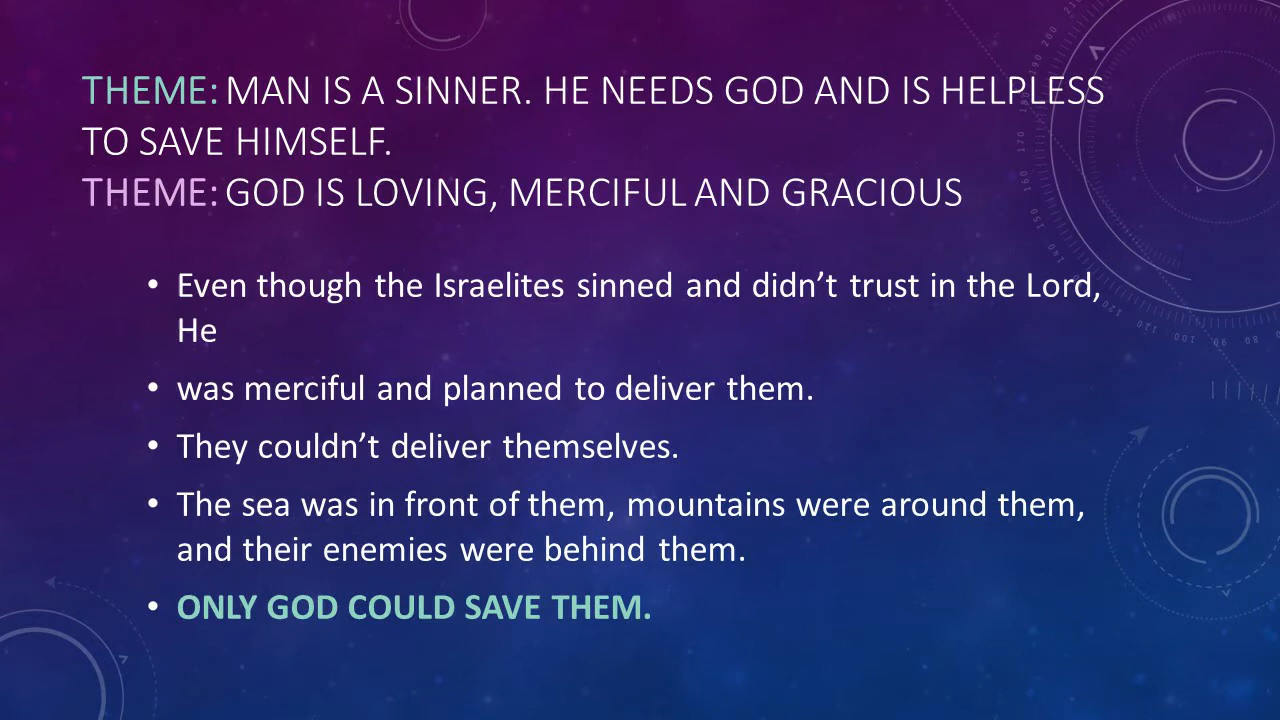 THEME: MAN IS A SINNER. HE NEEDS GOD AND IS HELPLESS
TO SAVE HIMSELF.
THEME: GOD IS LOVING, MERCIFUL AND GRACIOUS
• Even though the Israelites sinned and didn’t trust in the Lord,
He
• was merciful and planned to deliver them.
• They couldn’t deliver themselves.
• The sea was in front of them, mountains were around them,
and their enemies were behind them.
• ONLY GOD COULD SAVE THEM.